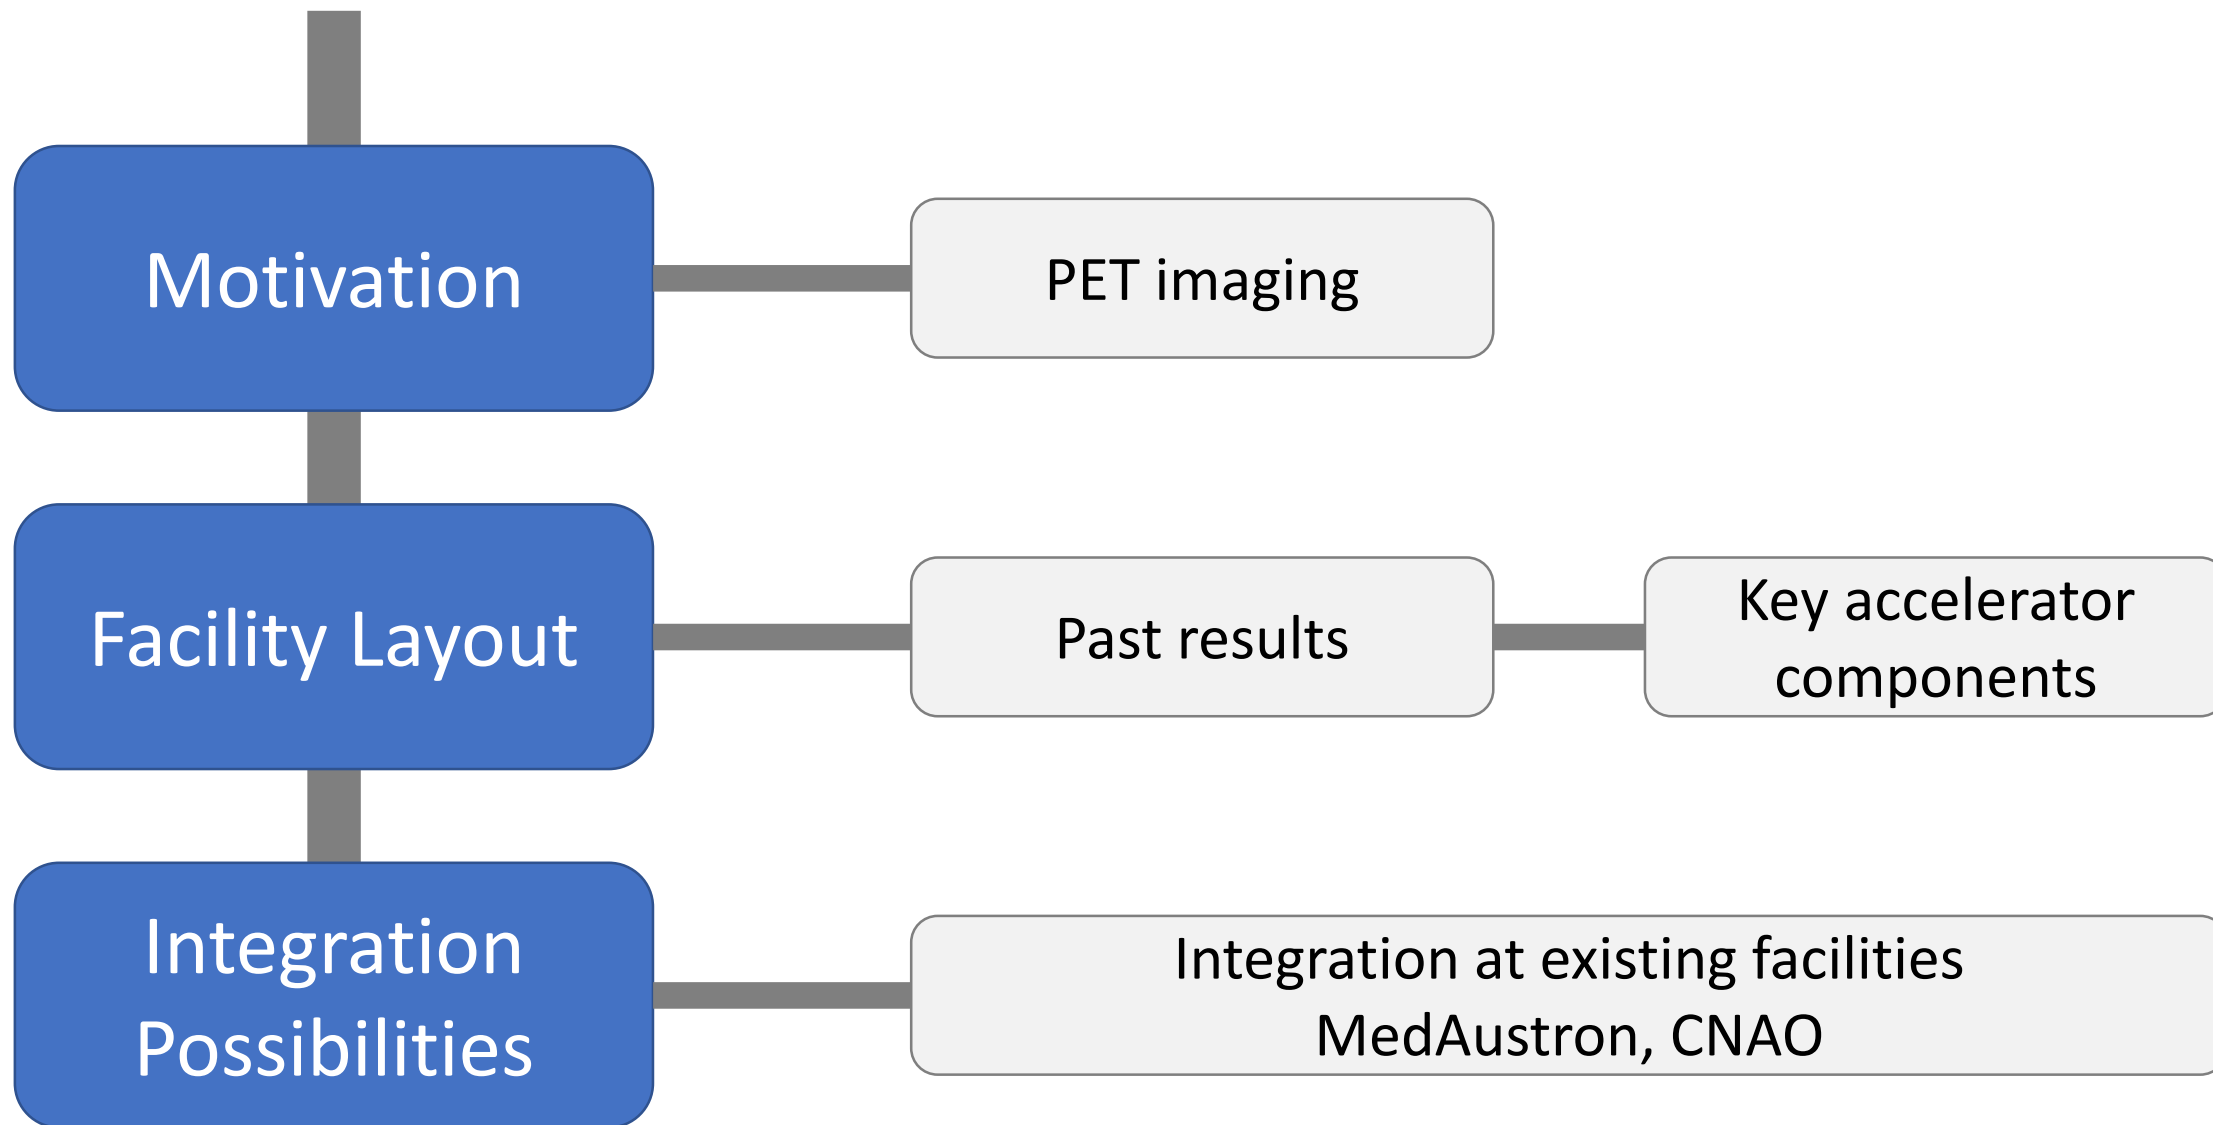 Motivation
PET imaging
Facility Layout
Past results
Key accelerator
components
Integration
Possibilities
Integration at existing facilities
MedAustron, CNAO